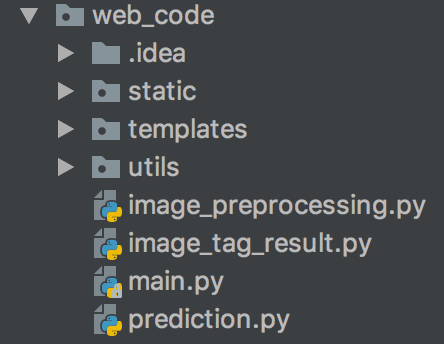 web_code
.idea
static
templates
utils
image_preprocessing.py
image_tag_result.py
main.py
prediction.py